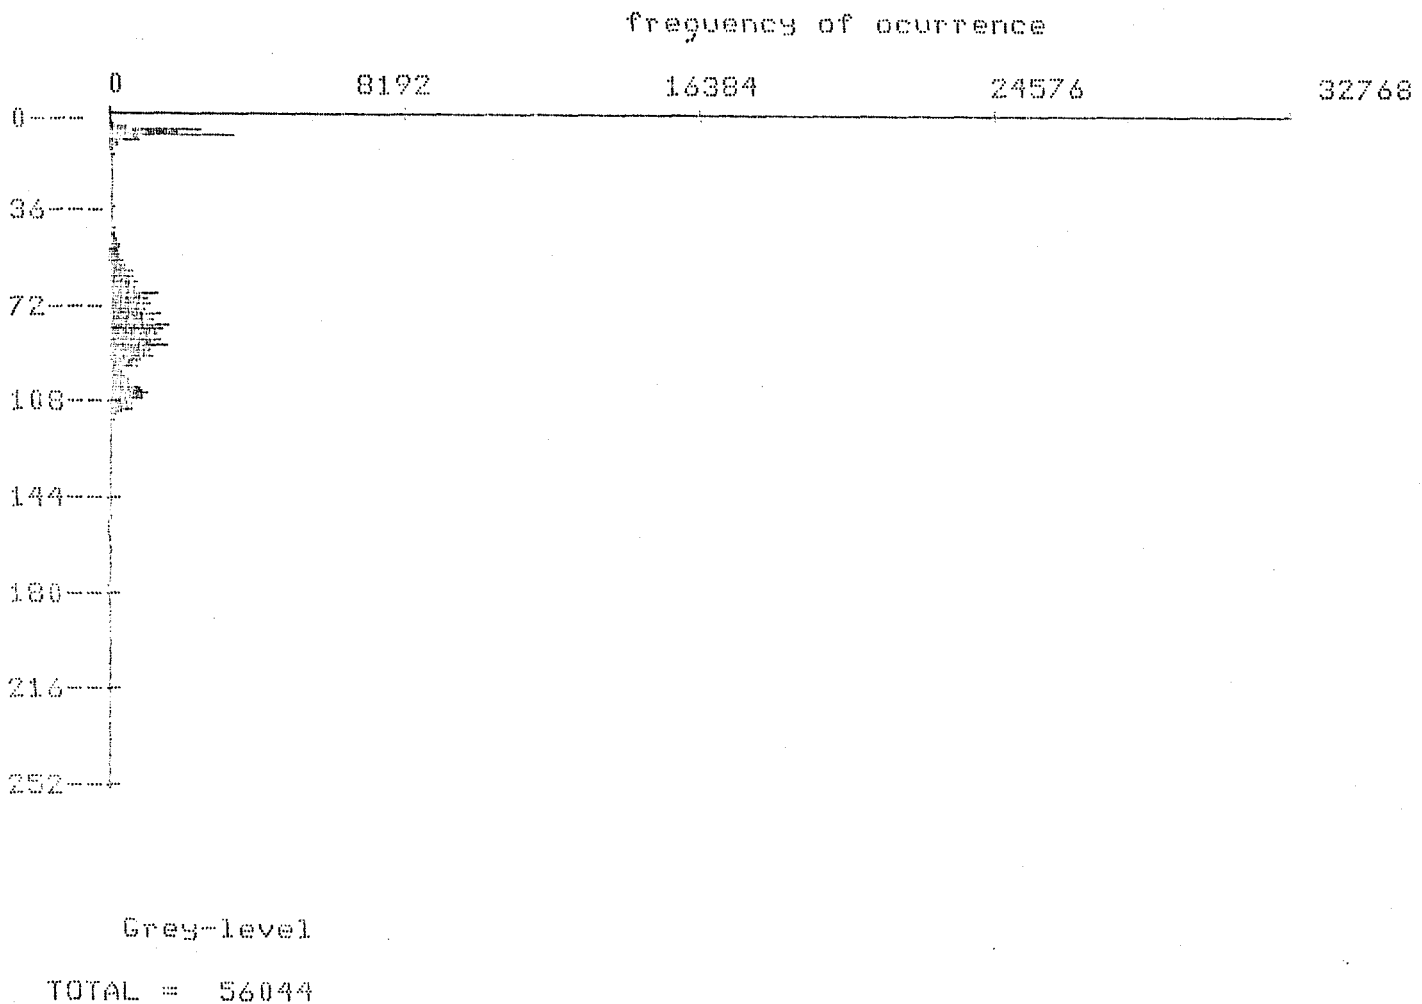 freguency of ocurrence
0 8192 16384 24576 32768
0----
36----
72----
108----
144----
180----
216----
252----
Grey-level
TOTAL = 56044